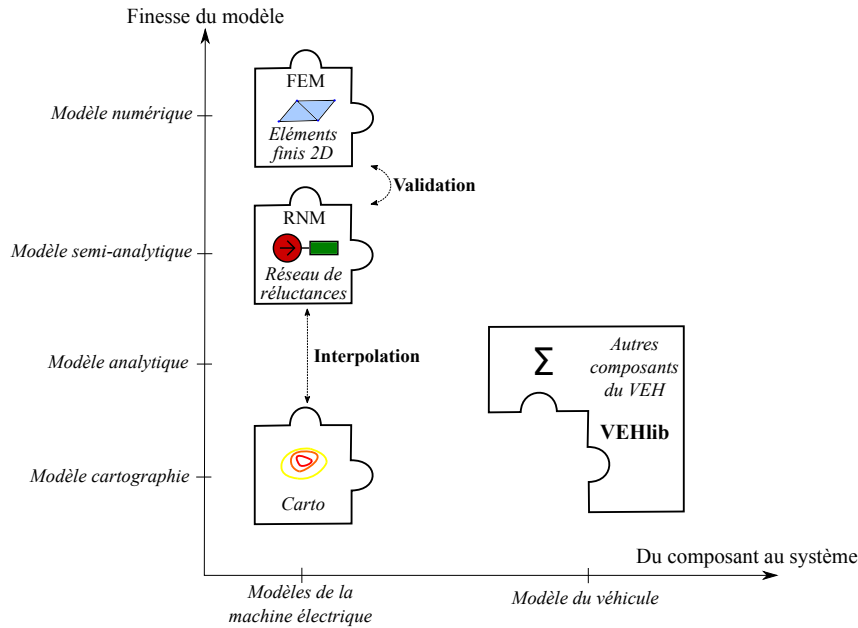 Finesse du modèle
FEM
Modèle numérique
Eléments
finis 2D
Validation
RNM
Modèle semi-analytique
Réseau de
réluctances
Modèle analytique
Interpolation
Σ
Autres
composants
du VEH
VEHlib
Modèle cartographie
Carto
Du composant au système
Modèles de la
machine électrique
Modèle du véhicule